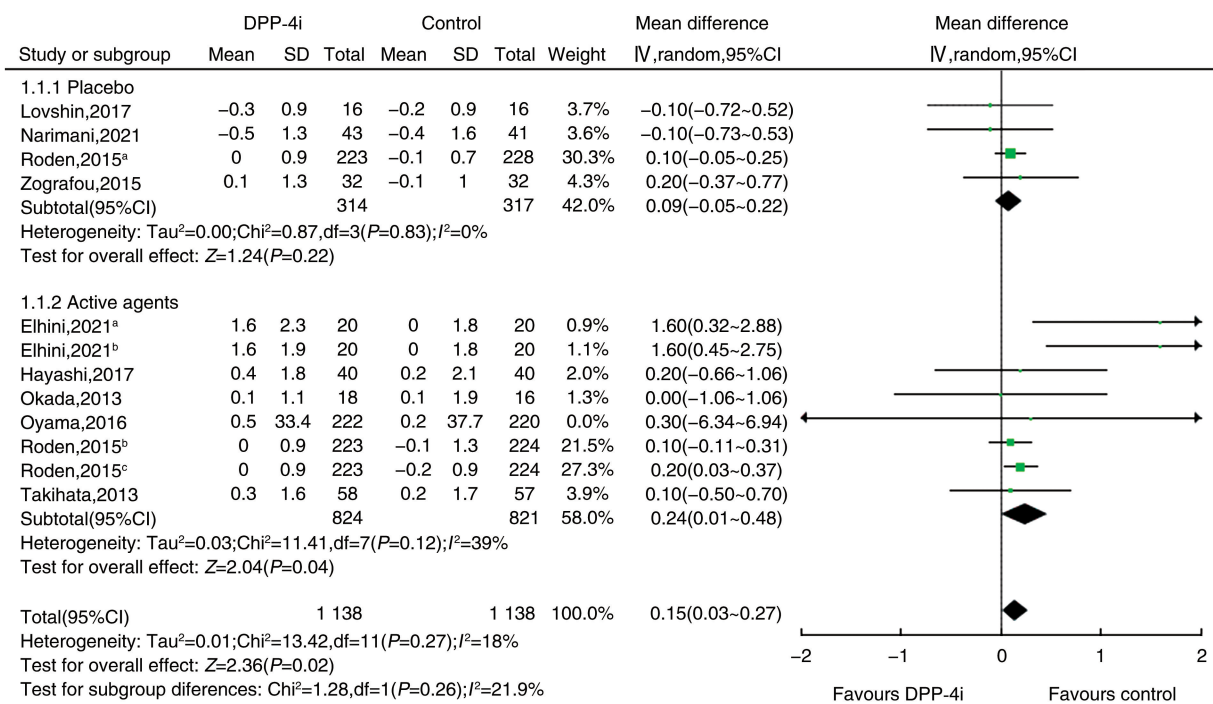 DPP-4i Control Mean difference Mean difference
Study or subgroup Mean SD Total Mean SD Total Weight IV,random,95%CI IV,random,95%CI
1.1.1 Placebo
Lovshin,2017 −0.3 0.9 16 −0.2 0.9 16 3.7% −0.10(−0.72~0.52)
Narimani,2021 −0.5 1.3 43 −0.4 1.6 41 3.6% −0.10(−0.73~0.53)
Roden,2015ᵃ 0 0.9 223 −0.1 0.7 228 30.3% 0.10(−0.05~0.25)
Zografou,2015 0.1 1.3 32 −0.1 1 32 4.3% 0.20(−0.37~0.77)
Subtotal(95%CI) 314 317 42.0% 0.09(−0.05~0.22)
Heterogeneity: Tau²=0.00;Chi²=0.87,df=3(P=0.83);I²=0%
Test for overall effect: Z=1.24(P=0.22)
1.1.2 Active agents
Elhini,2021ᵃ 1.6 2.3 20 0 1.8 20 0.9% 1.60(0.32~2.88)
Elhini,2021ᵇ 1.6 1.9 20 0 1.8 20 1.1% 1.60(0.45~2.75)
Hayashi,2017 0.4 1.8 40 0.2 2.1 40 2.0% 0.20(−0.66~1.06)
Okada,2013 0.1 1.1 18 0.1 1.9 16 1.3% 0.00(−1.06~1.06)
Oyama,2016 0.5 33.4 222 0.2 37.7 220 0.0% 0.30(−6.34~6.94)
Roden,2015ᵇ 0 0.9 223 −0.1 1.3 224 21.5% 0.10(−0.11~0.31)
Roden,2015ᶜ 0 0.9 223 −0.2 0.9 224 27.3% 0.20(0.03~0.37)
Takihata,2013 0.3 1.6 58 0.2 1.7 57 3.9% 0.10(−0.50~0.70)
Subtotal(95%CI) 824 821 58.0% 0.24(0.01~0.48)
Heterogeneity: Tau²=0.03;Chi²=11.41,df=7(P=0.12);I²=39%
Test for overall effect: Z=2.04(P=0.04)
Total(95%CI) 1 138 1 138 100.0% 0.15(0.03~0.27)
Heterogeneity: Tau²=0.01;Chi²=13.42,df=11(P=0.27);I²=18%
Test for overall effect: Z=2.36(P=0.02)
Test for subgroup diferences: Chi²=1.28,df=1(P=0.26);I²=21.9%
−2 −1 0 1 2
Favours DPP-4i Favours control